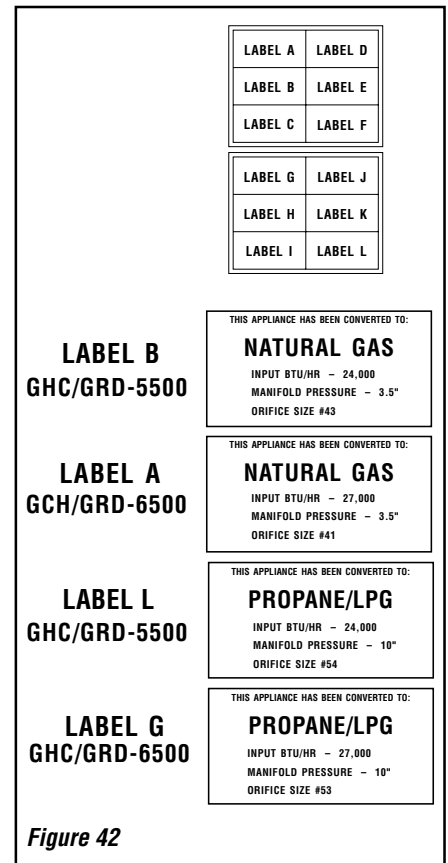 LABEL A LABEL D
LABEL B LABEL E
LABEL C LABEL F
LABEL G LABEL J
LABEL H LABEL K
LABEL I LABEL L
LABEL B
GHC/GRD-5500
THIS APPLIANCE HAS BEEN CONVERTED TO:
NATURAL GAS
INPUT BTU/HR – 24,000
MANIFOLD PRESSURE – 3.5"
ORIFICE SIZE #43
LABEL A
GCH/GRD-6500
THIS APPLIANCE HAS BEEN CONVERTED TO:
NATURAL GAS
INPUT BTU/HR – 27,000
MANIFOLD PRESSURE – 3.5"
ORIFICE SIZE #41
LABEL L
GHC/GRD-5500
THIS APPLIANCE HAS BEEN CONVERTED TO:
PROPANE/LPG
INPUT BTU/HR – 24,000
MANIFOLD PRESSURE – 10"
ORIFICE SIZE #54
LABEL G
GHC/GRD-6500
THIS APPLIANCE HAS BEEN CONVERTED TO:
PROPANE/LPG
INPUT BTU/HR – 27,000
MANIFOLD PRESSURE – 10"
ORIFICE SIZE #53
Figure 42